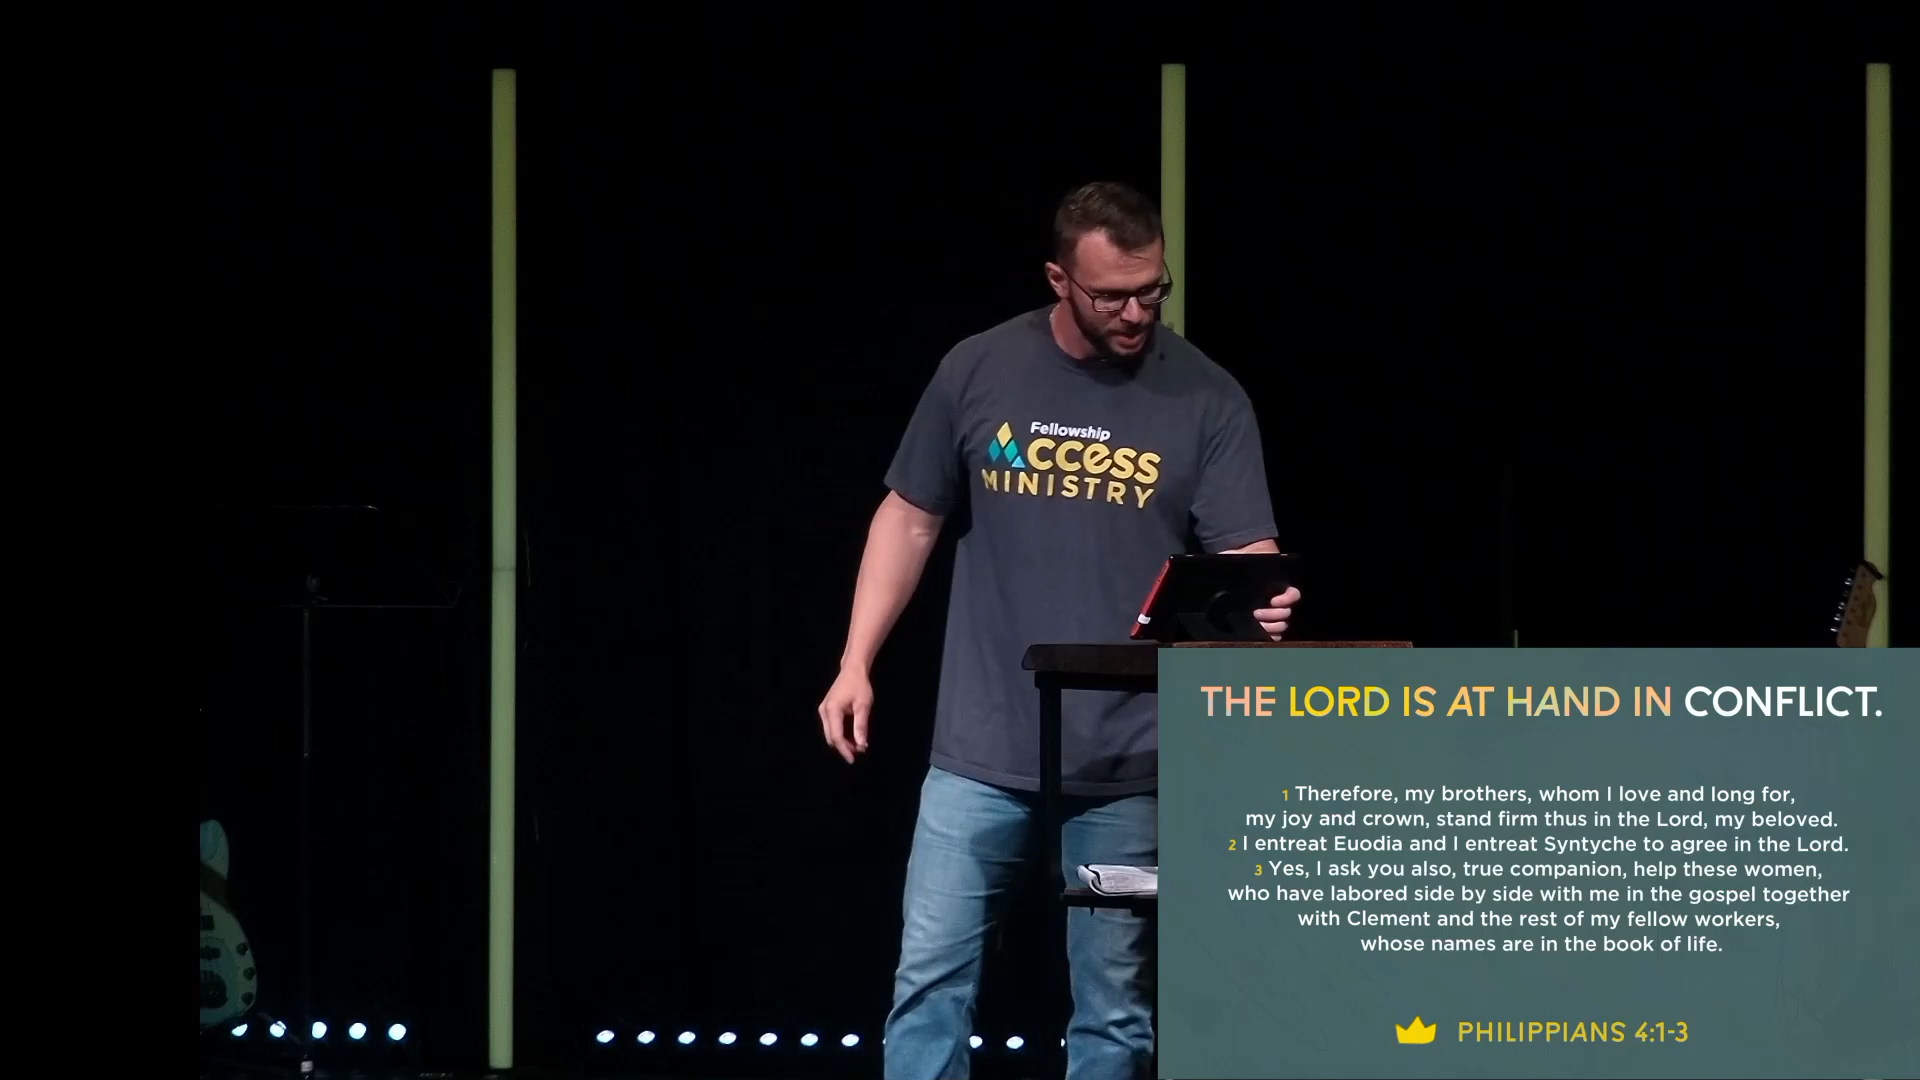 Fellowship
Access
MINISTRY
THE LORD IS AT HAND IN CONFLICT.
1 Therefore, my brothers, whom I love and long for,
my joy and crown, stand firm thus in the Lord, my beloved.
2 I entreat Euodia and I entreat Syntyche to agree in the Lord.
3 Yes, I ask you also, true companion, help these women,
who have labored side by side with me in the gospel together
with Clement and the rest of my fellow workers,
whose names are in the book of life.
PHILIPPIANS 4:1-3